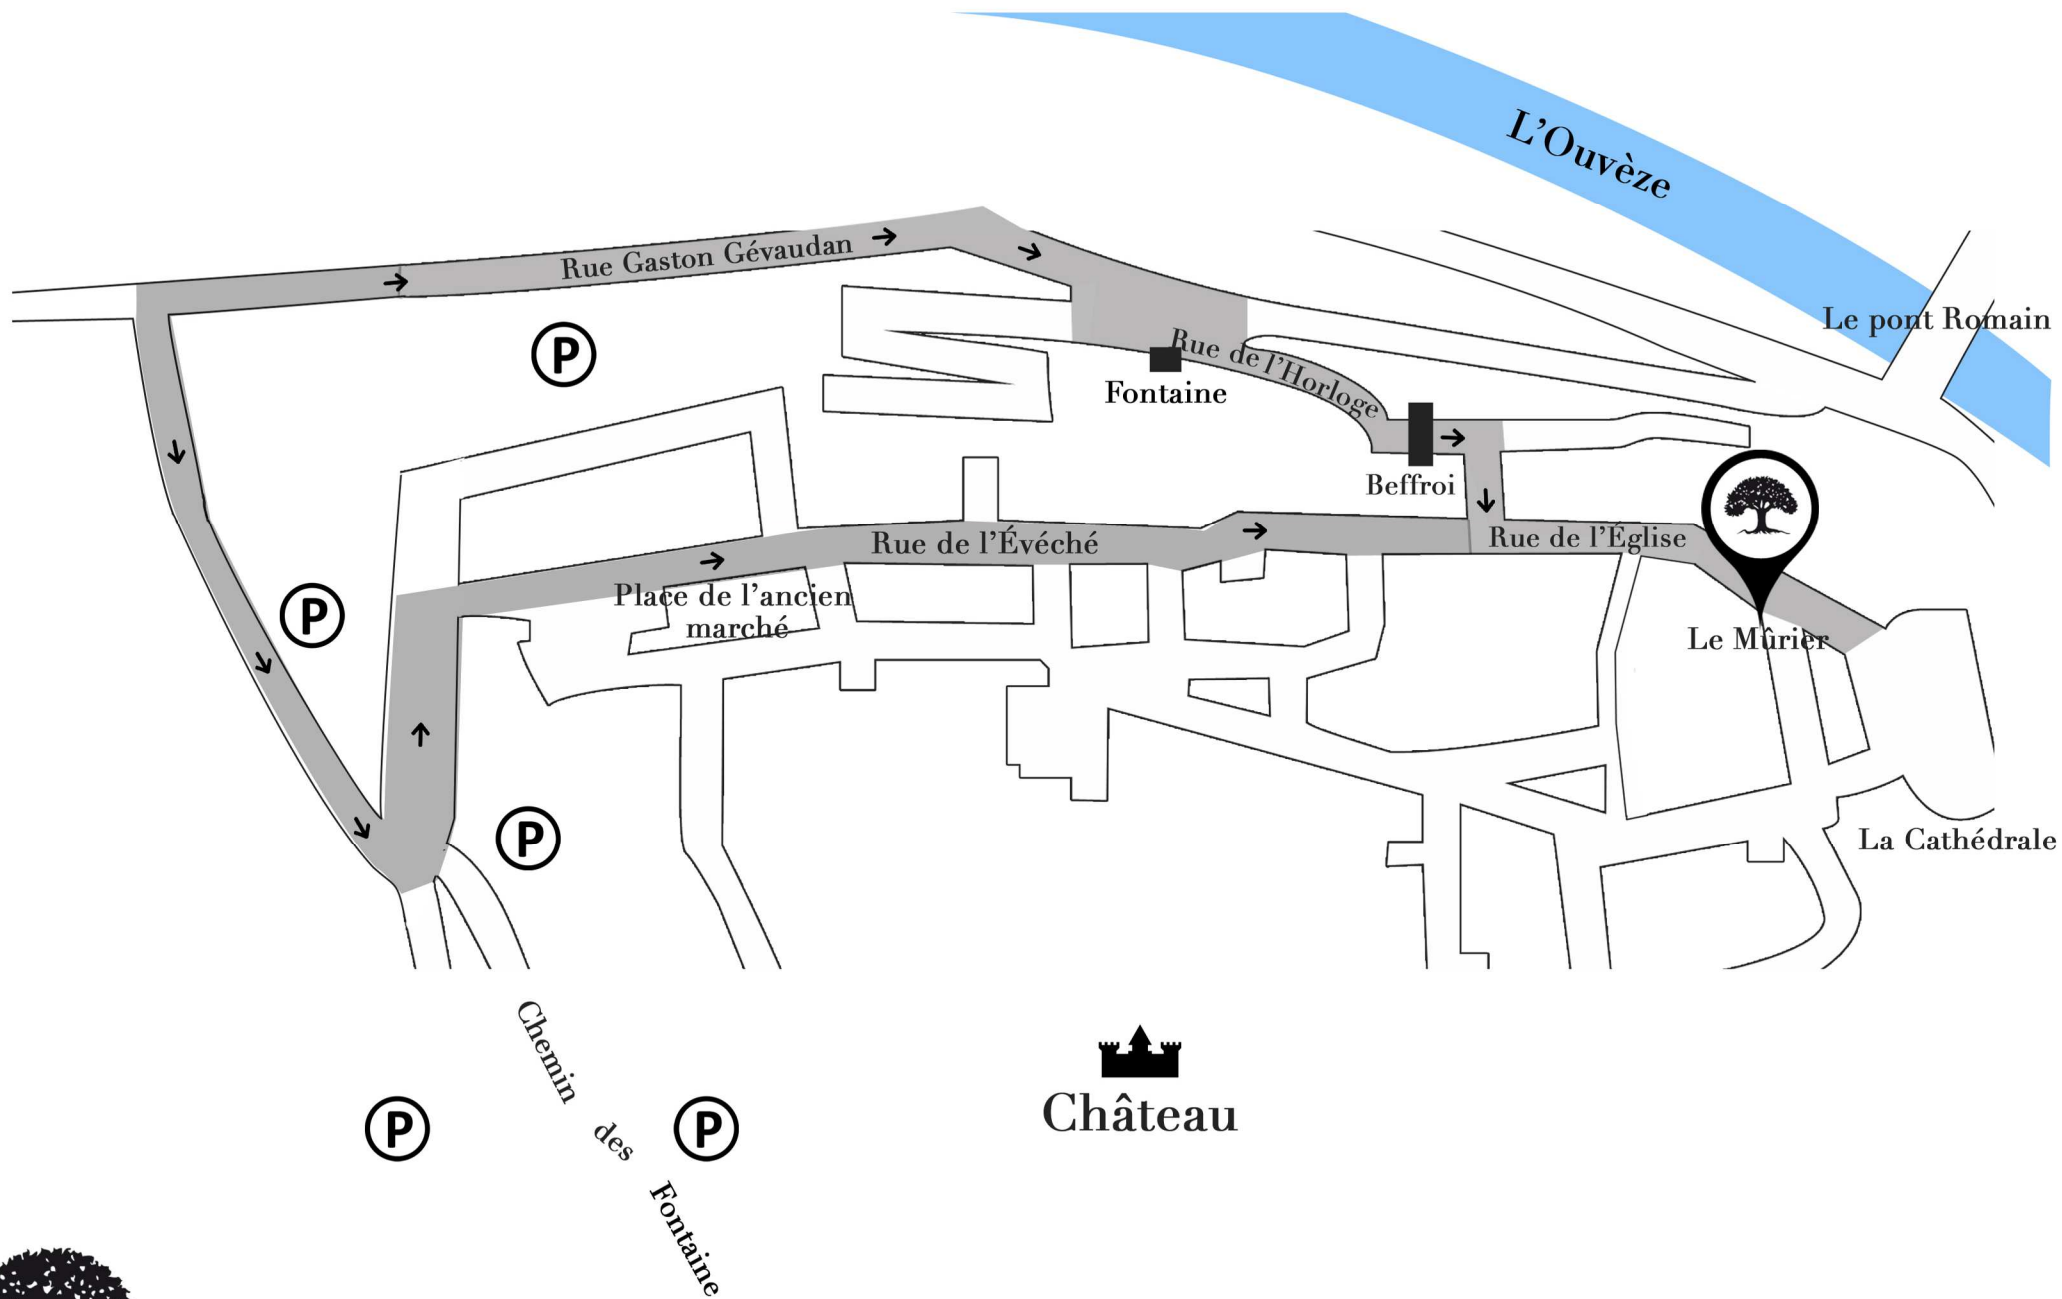 L'Ouvèze
Rue Gaston Gévaudan
Le pont Romain
P
Rue de l'Horloge
Fontaine
Beffroi
Rue de l'Évéché
Rue de l'Église
Place de l'ancien
marché
P
Le Mûrier
P
La Cathédrale
Chemin des Fontaine
P
P
Château